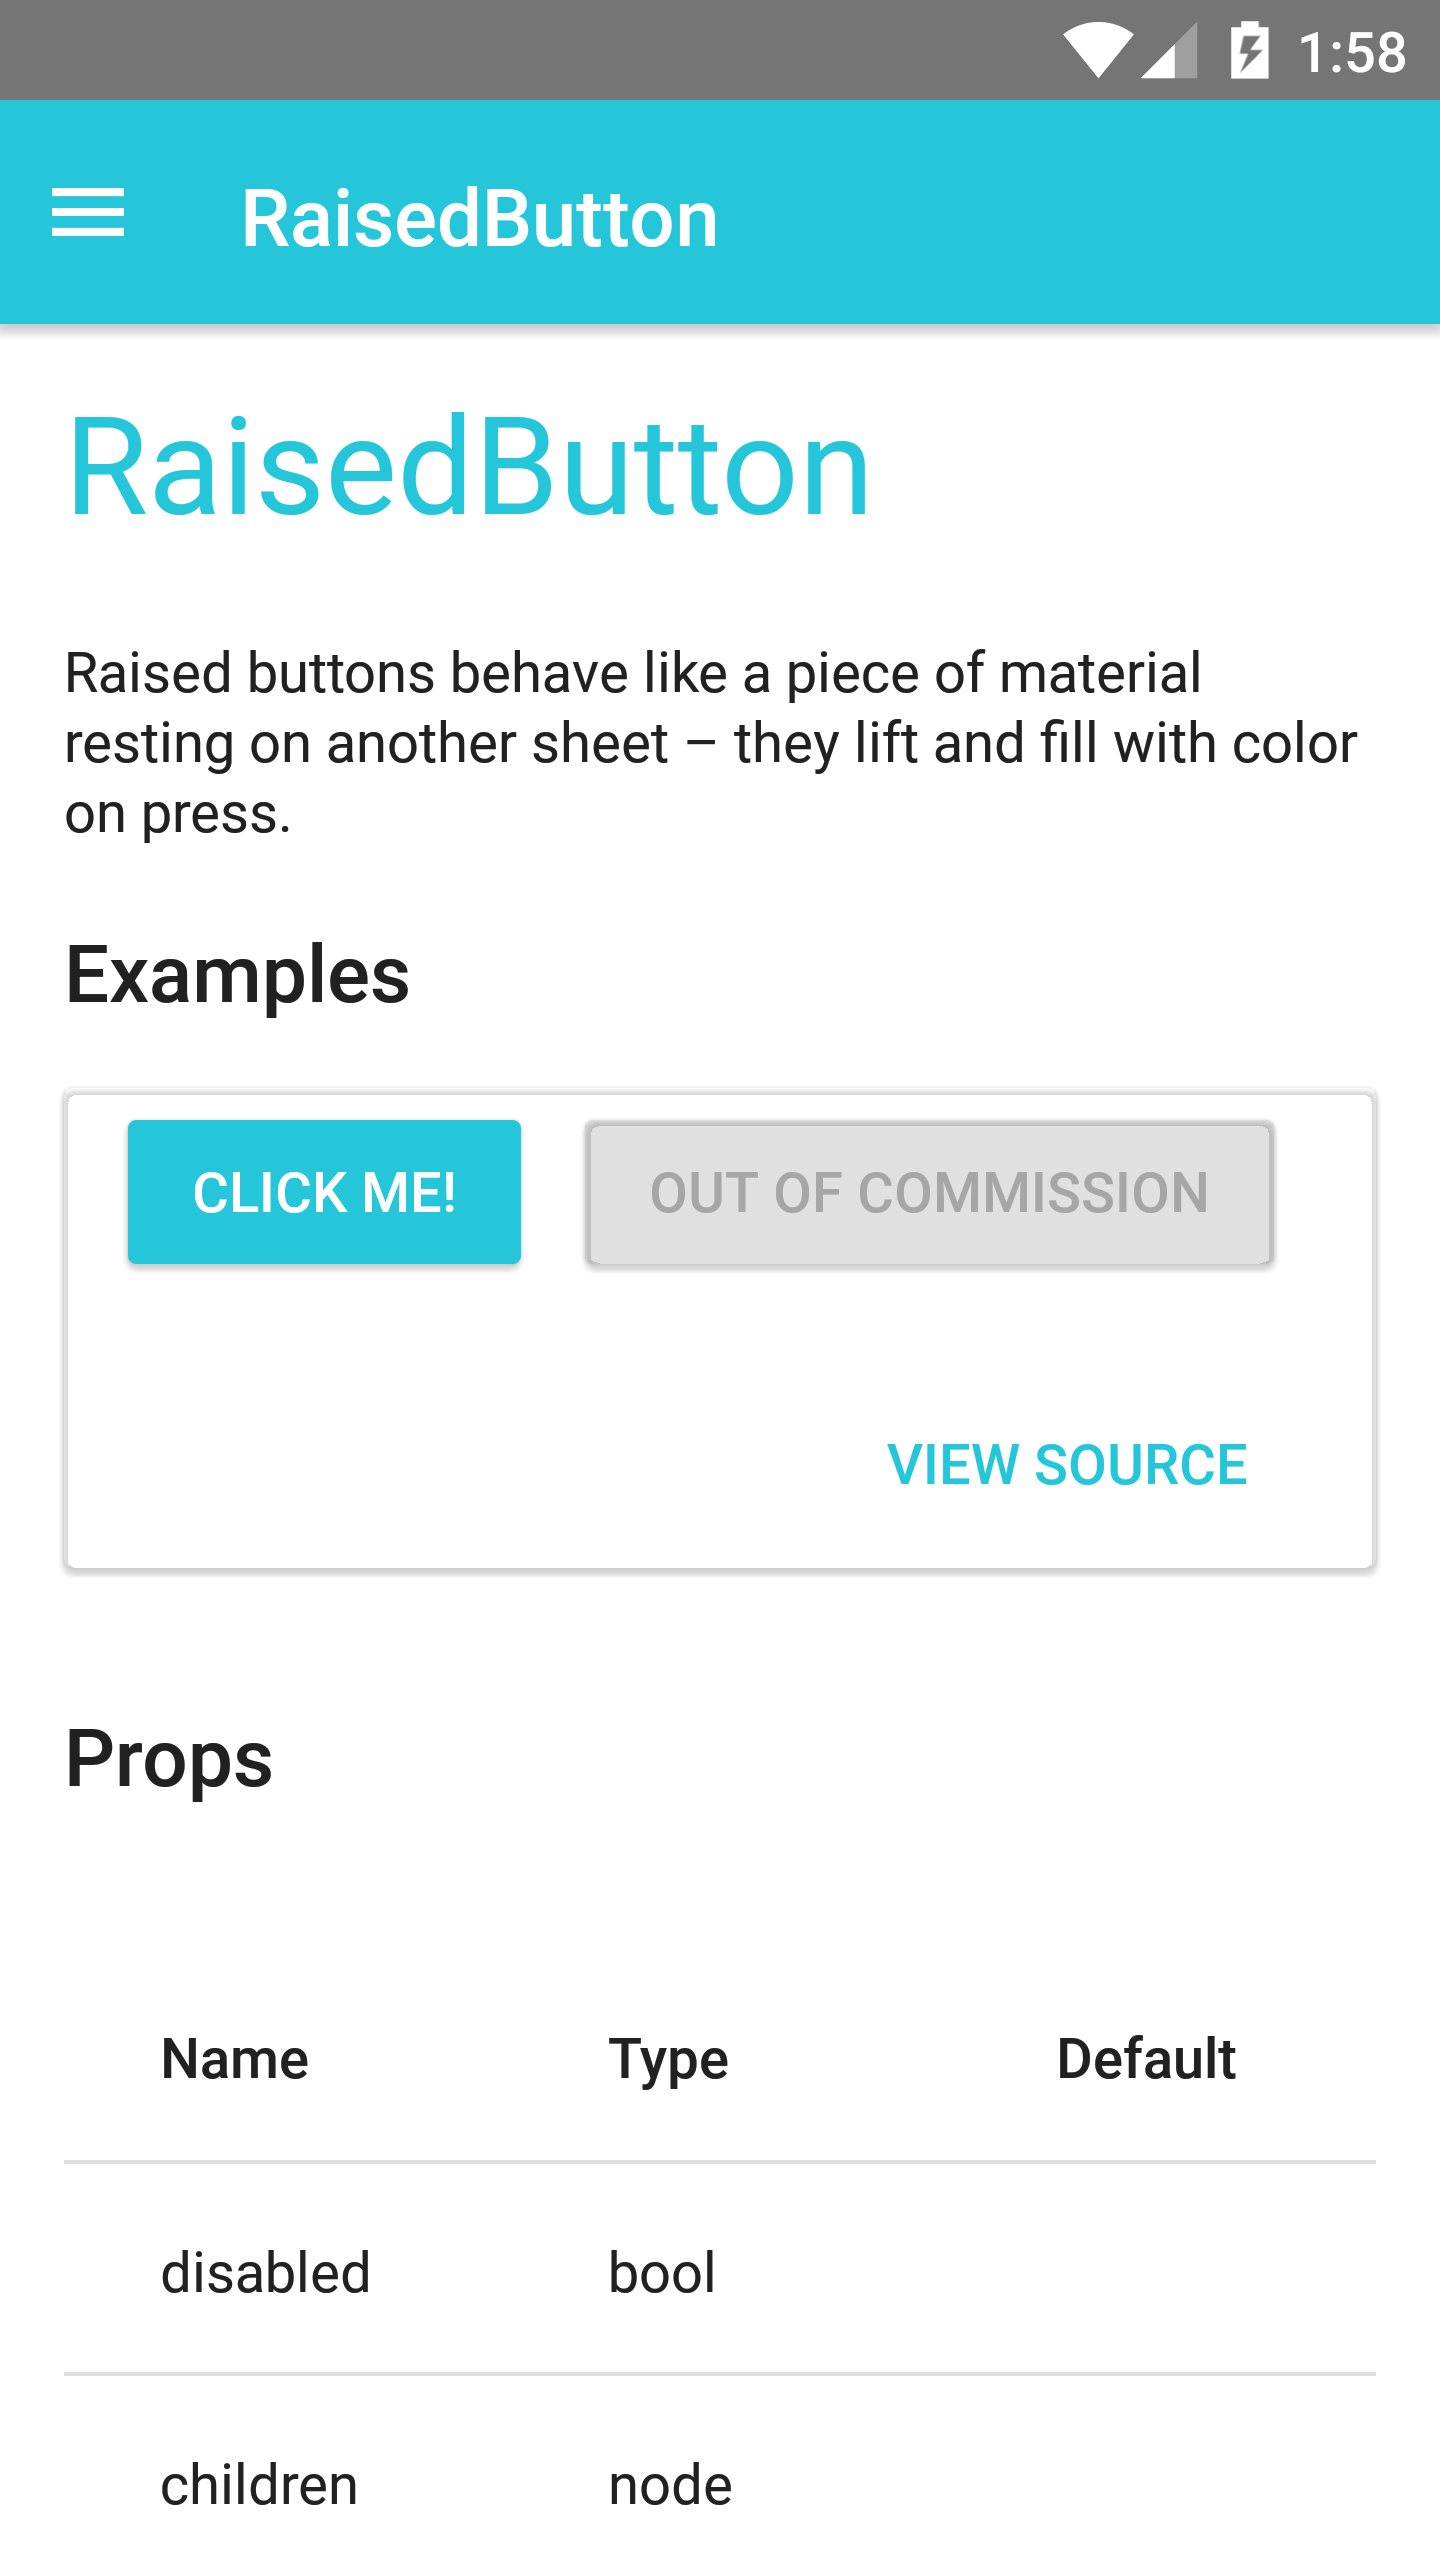 1:58
RaisedButton
RaisedButton
Raised buttons behave like a piece of material
resting on another sheet – they lift and fill with color
on press.
Examples
CLICK ME! OUT OF COMMISSION
VIEW SOURCE
Props
Name Type Default
disabled bool
children node